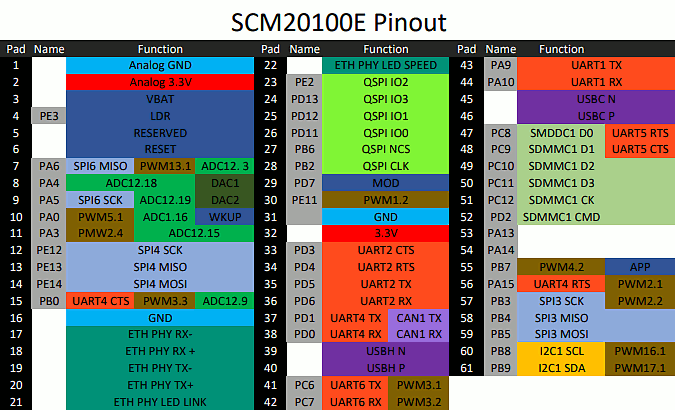 SCM20100E Pinout
Pad Name Function Pad Name Function Pad Name Function
1 Analog GND 22 ETH PHY LED SPEED 43 PA9 UART1 TX
2 Analog 3.3V 23 PE2 QSPI IO2 44 PA10 UART1 RX
3 VBAT 24 PD13 QSPI IO3 45 USBC N
4 PE3 LDR 25 PD12 QSPI IO1 46 USBC P
5 RESERVED 26 PD11 QSPI IO0 47 PC8 SMDDC1 D0 UART5 RTS
6 RESET 27 PB6 QSPI NCS 48 PC9 SDMMC1 D1 UART5 CTS
7 PA6 SPI6 MISO PWM13.1 ADC12. 3 28 PB2 QSPI CLK 49 PC10 SDMMC1 D2
8 PA4 ADC12.18 DAC1 29 PD7 MOD 50 PC11 SDMMC1 D3
9 PA5 SPI6 SCK ADC12.19 DAC2 30 PE11 PWM1.2 51 PC12 SDMMC1 CK
10 PA0 PWM5.1 ADC1.16 WKUP 31 GND 52 PD2 SDMMC1 CMD
11 PA3 PMW2.4 ADC12.15 32 3.3V 53 PA13
12 PE12 SPI4 SCK 33 PD3 UART2 CTS 54 PA14
13 PE13 SPI4 MISO 34 PD4 UART2 RTS 55 PB7 PWM4.2 APP
14 PE14 SPI4 MOSI 35 PD5 UART2 TX 56 PA15 UART4 RTS PWM2.1
15 PB0 UART4 CTS PWM3.3 ADC12.9 36 PD6 UART2 RX 57 PB3 SPI3 SCK PWM2.2
16 GND 37 PD1 UART4 TX CAN1 TX 58 PB4 SPI3 MISO
17 ETH PHY RX- 38 PD0 UART4 RX CAN1 RX 59 PB5 SPI3 MOSI
18 ETH PHY RX + 39 USBH N 60 PB8 I2C1 SCL PWM16.1
19 ETH PHY TX- 40 USBH P 61 PB9 I2C1 SDA PWM17.1
20 ETH PHY TX+ 41 PC6 UART6 TX PWM3.1
21 ETH PHY LED LINK 42 PC7 UART6 RX PWM3.2